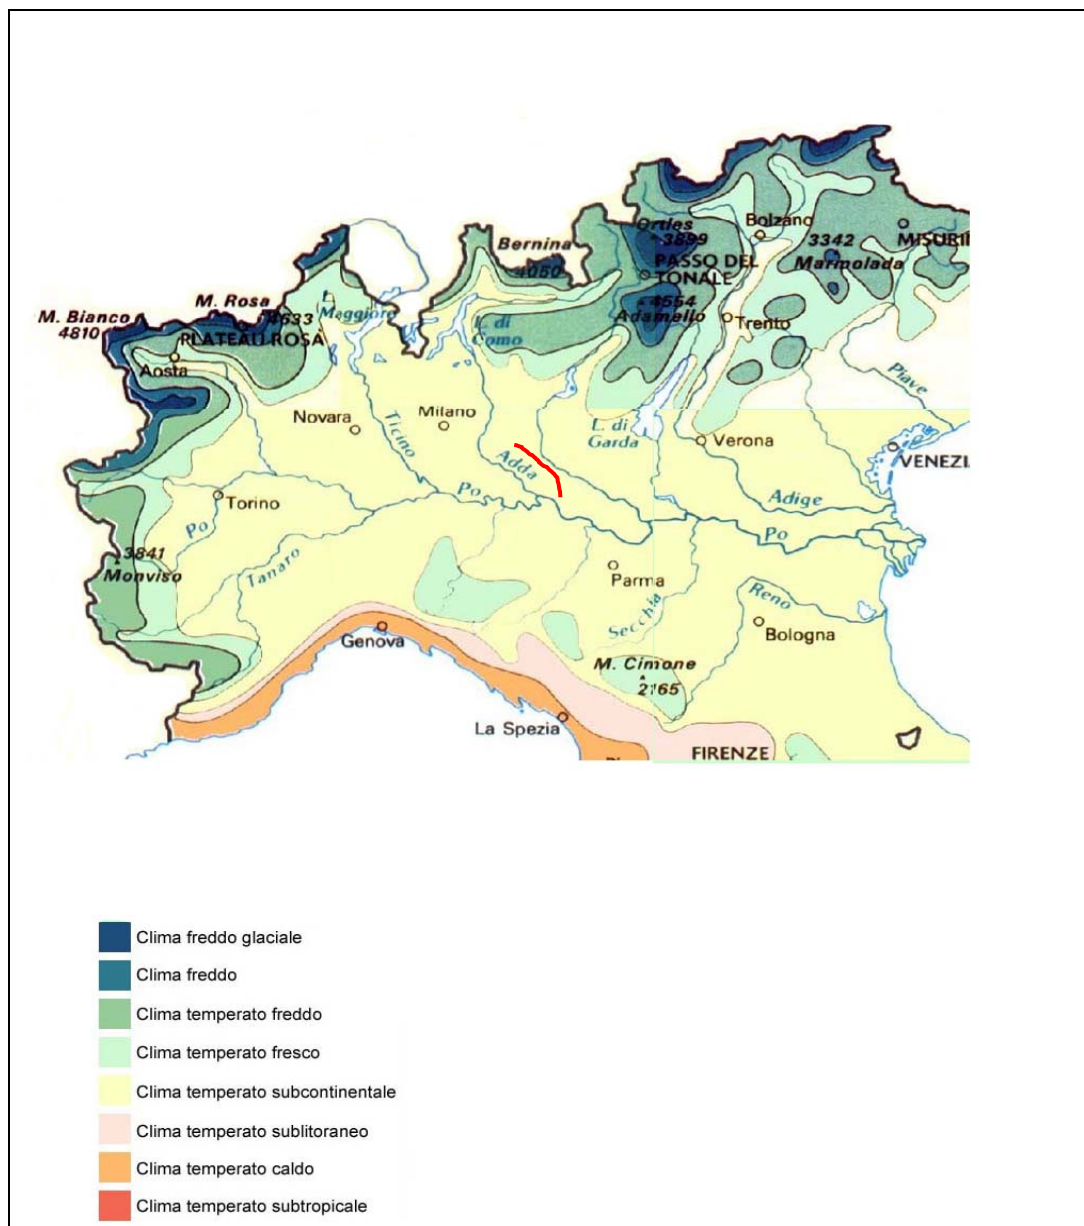 Ortles
3899
Bolzano
3342
Marmolada
MISURI
Bernina
4050
PASSO DEL
TONALE
M. Rosa
4633
M. Bianco
4810
PLATEAU ROSÀ
L.
Maggiore
L. di
Como
4554
Adamello
Trento
Aosta
Piave
Novara
Milano
Ticino
L. di
Garda
Verona
VENEZI
Adda
Adige
Torino
Po
Po
Po
3841
Monviso
Tanaro
Parma
Secchia
Reno
Bologna
Genova
M. Cimone
2165
La Spezia
FIRENZE
Clima freddo glaciale
Clima freddo
Clima temperato freddo
Clima temperato fresco
Clima temperato subcontinentale
Clima temperato sublitoraneo
Clima temperato caldo
Clima temperato subtropicale